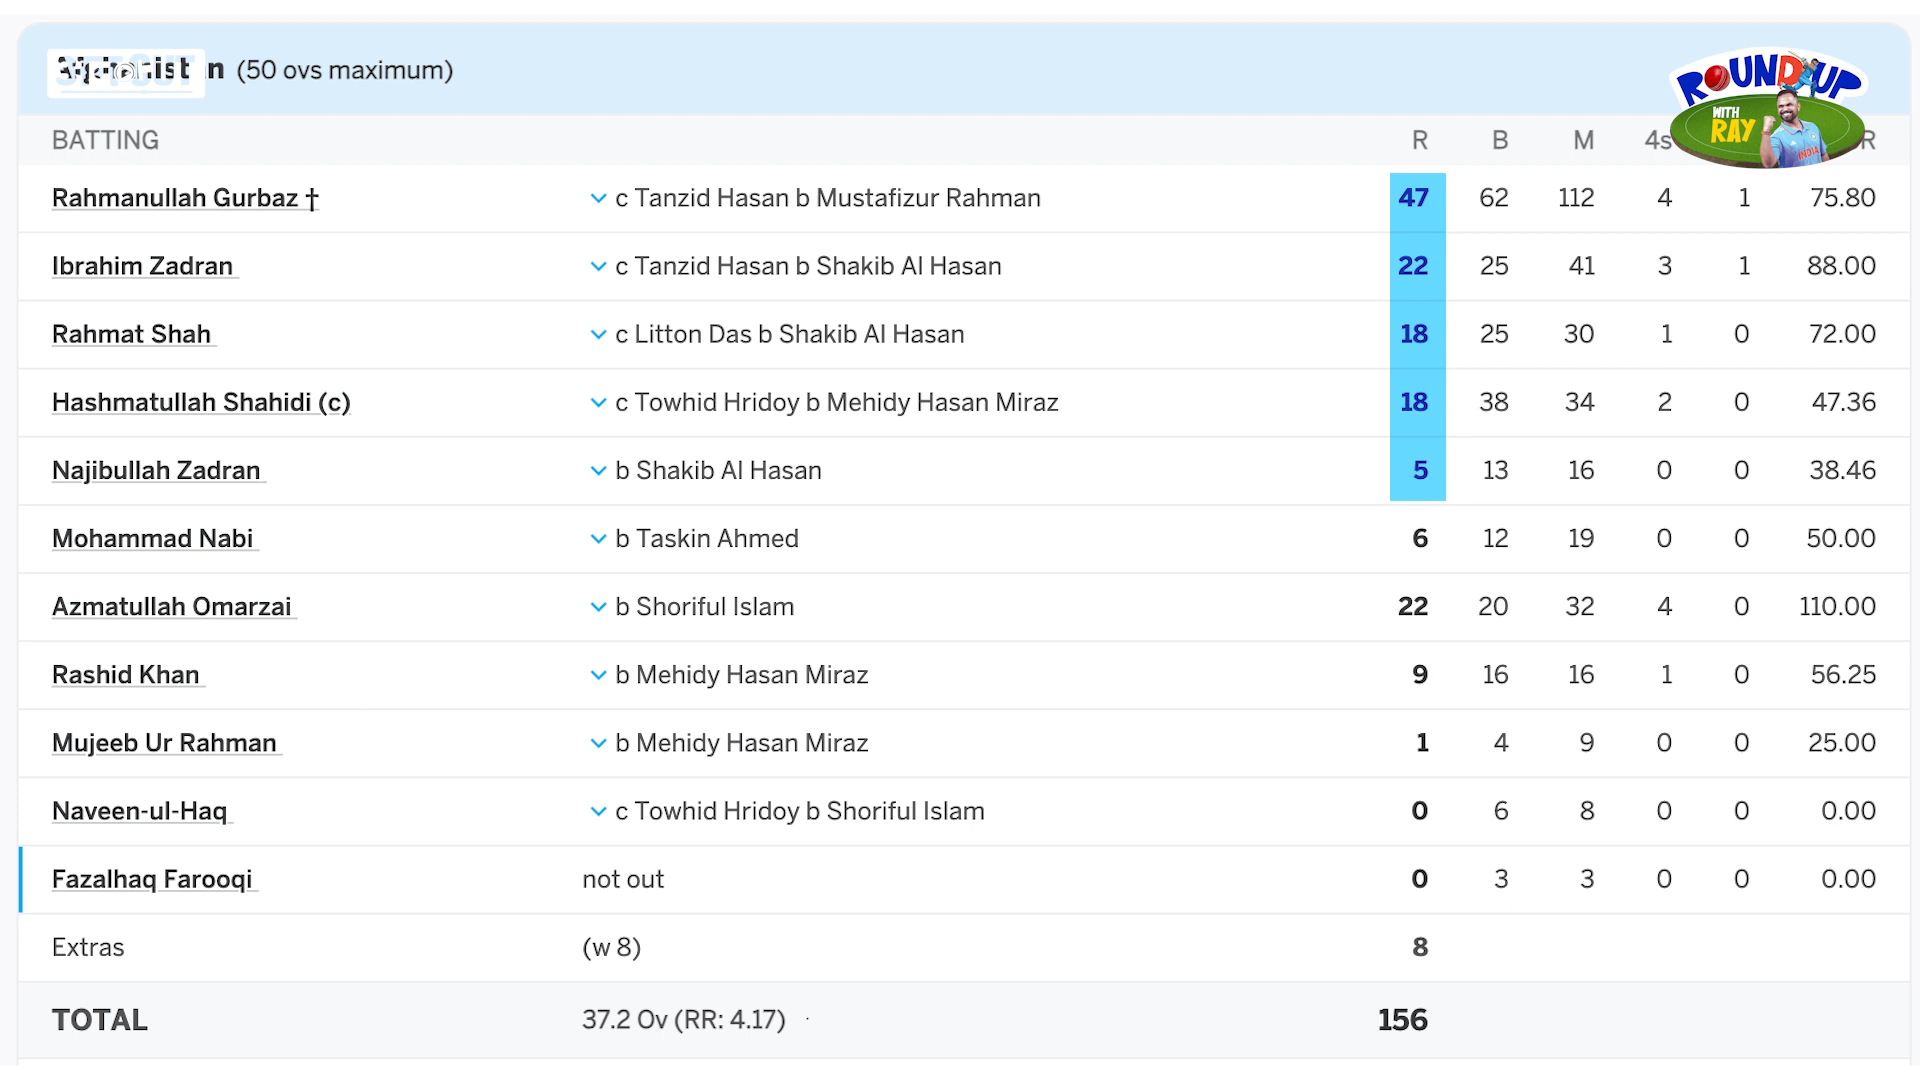 Afghanistan (50 ovs maximum)
ROUND UP
WITH
RAY
INDIA
BATTING R B M 4s R
Rahmanullah Gurbaz † c Tanzid Hasan b Mustafizur Rahman 47 62 112 4 1 75.80
Ibrahim Zadran c Tanzid Hasan b Shakib Al Hasan 22 25 41 3 1 88.00
Rahmat Shah c Litton Das b Shakib Al Hasan 18 25 30 1 0 72.00
Hashmatullah Shahidi (c) c Towhid Hridoy b Mehidy Hasan Miraz 18 38 34 2 0 47.36
Najibullah Zadran b Shakib Al Hasan 5 13 16 0 0 38.46
Mohammad Nabi b Taskin Ahmed 6 12 19 0 0 50.00
Azmatullah Omarzai b Shoriful Islam 22 20 32 4 0 110.00
Rashid Khan b Mehidy Hasan Miraz 9 16 16 1 0 56.25
Mujeeb Ur Rahman b Mehidy Hasan Miraz 1 4 9 0 0 25.00
Naveen-ul-Haq c Towhid Hridoy b Shoriful Islam 0 6 8 0 0 0.00
Fazalhaq Farooqi not out 0 3 3 0 0 0.00
Extras (w 8) 8
TOTAL 37.2 Ov (RR: 4.17) 156